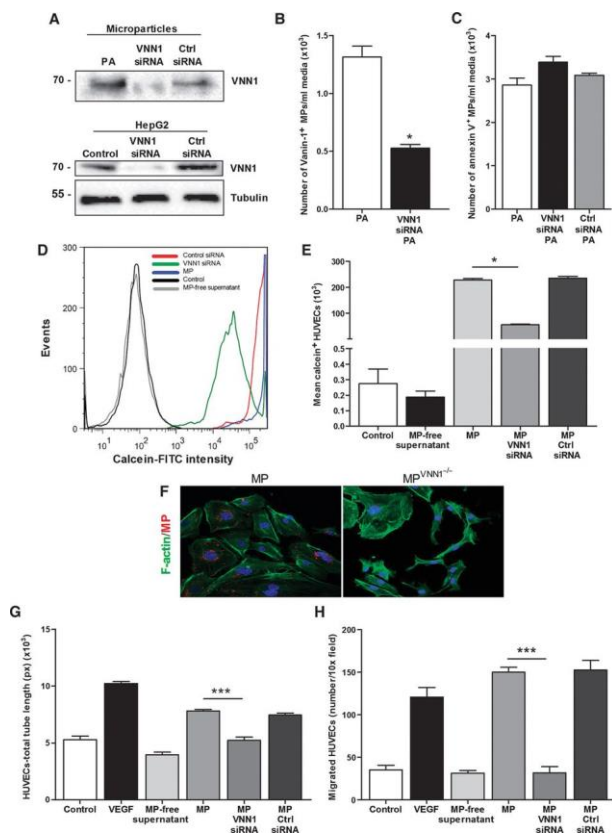 A
Microparticles
PA
VNN1
siRNA
Ctrl
siRNA
70 -
VNN1
HepG2
Control
VNN1
siRNA
Ctrl
siRNA
70 -
VNN1
55 -
Tubulin
B
Number of Vanin-1⁺ MPs/ml media (x10³)
1.5
1.0
0.5
0.0
*
PA
VNN1
siRNA
PA
C
Number of annexin V⁺ MPs/ml media (x10³)
4
3
2
1
0
PA
VNN1
siRNA
PA
Ctrl
siRNA
PA
D
Events
300
200
100
0
Control siRNA
VNN1 siRNA
MP
Control
MP-free supernatant
10¹
10²
10³
10⁴
10⁵
Calcein-FITC intensity
E
Mean calcein⁺ HUVECs (10³)
300
200
100
0.5
0.4
0.3
0.2
0.1
0.0
*
Control
MP-free
supernatant
MP
MP
VNN1
siRNA
MP
Ctrl
siRNA
F
MP
MP^VNN1−/−
F-actin/MP
G
HUVECs-total tube length (px) (x10³)
15
10
5
0
***
Control
VEGF
MP-free
supernatant
MP
MP
VNN1
siRNA
MP
Ctrl
siRNA
H
Migrated HUVECs (number/10x field)
200
150
100
50
0
***
Control
VEGF
MP-free
supernatant
MP
MP
VNN1
siRNA
MP
Ctrl
siRNA